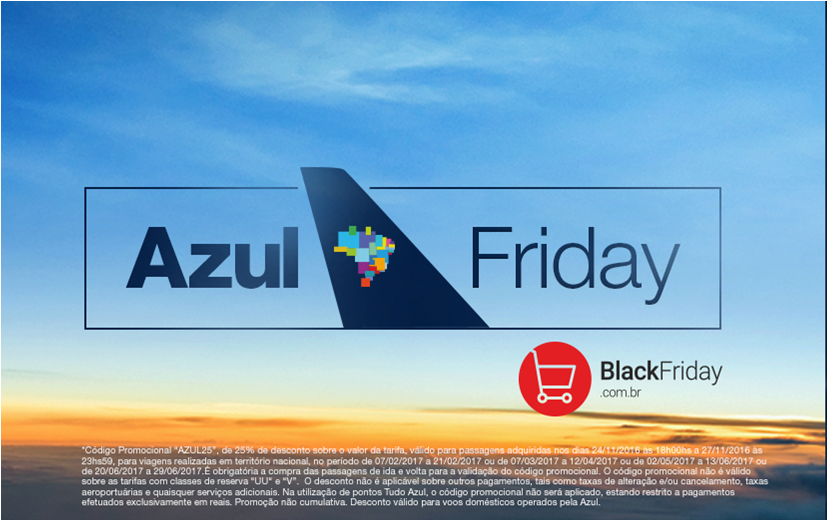 Azul Friday
BlackFriday
.com.br
*Código Promocional "AZUL25", de 25% de desconto sobre o valor da tarifa, válido para passagens adquiridas nos dias 24/11/2016 às 18h00hs a 27/11/2016 às
23hs59, para viagens realizadas em território nacional, no período de 07/02/2017 a 21/02/2017 ou de 07/03/2017 a 12/04/2017 ou de 02/05/2017 a 13/06/2017 ou
de 20/06/2017 a 29/06/2017.É obrigatória a compra das passagens de ida e volta para a validação do código promocional. O código promocional não é válido
sobre as tarifas com classes de reserva "UU" e "V".  O desconto não é aplicável sobre outros pagamentos, tais como taxas de alteração e/ou cancelamento, taxas
aeroportuárias e quaisquer serviços adicionais. Na utilização de pontos Tudo Azul, o código promocional não será aplicado, estando restrito a pagamentos
efetuados exclusivamente em reais. Promoção não cumulativa. Desconto válido para voos domésticos operados pela Azul.